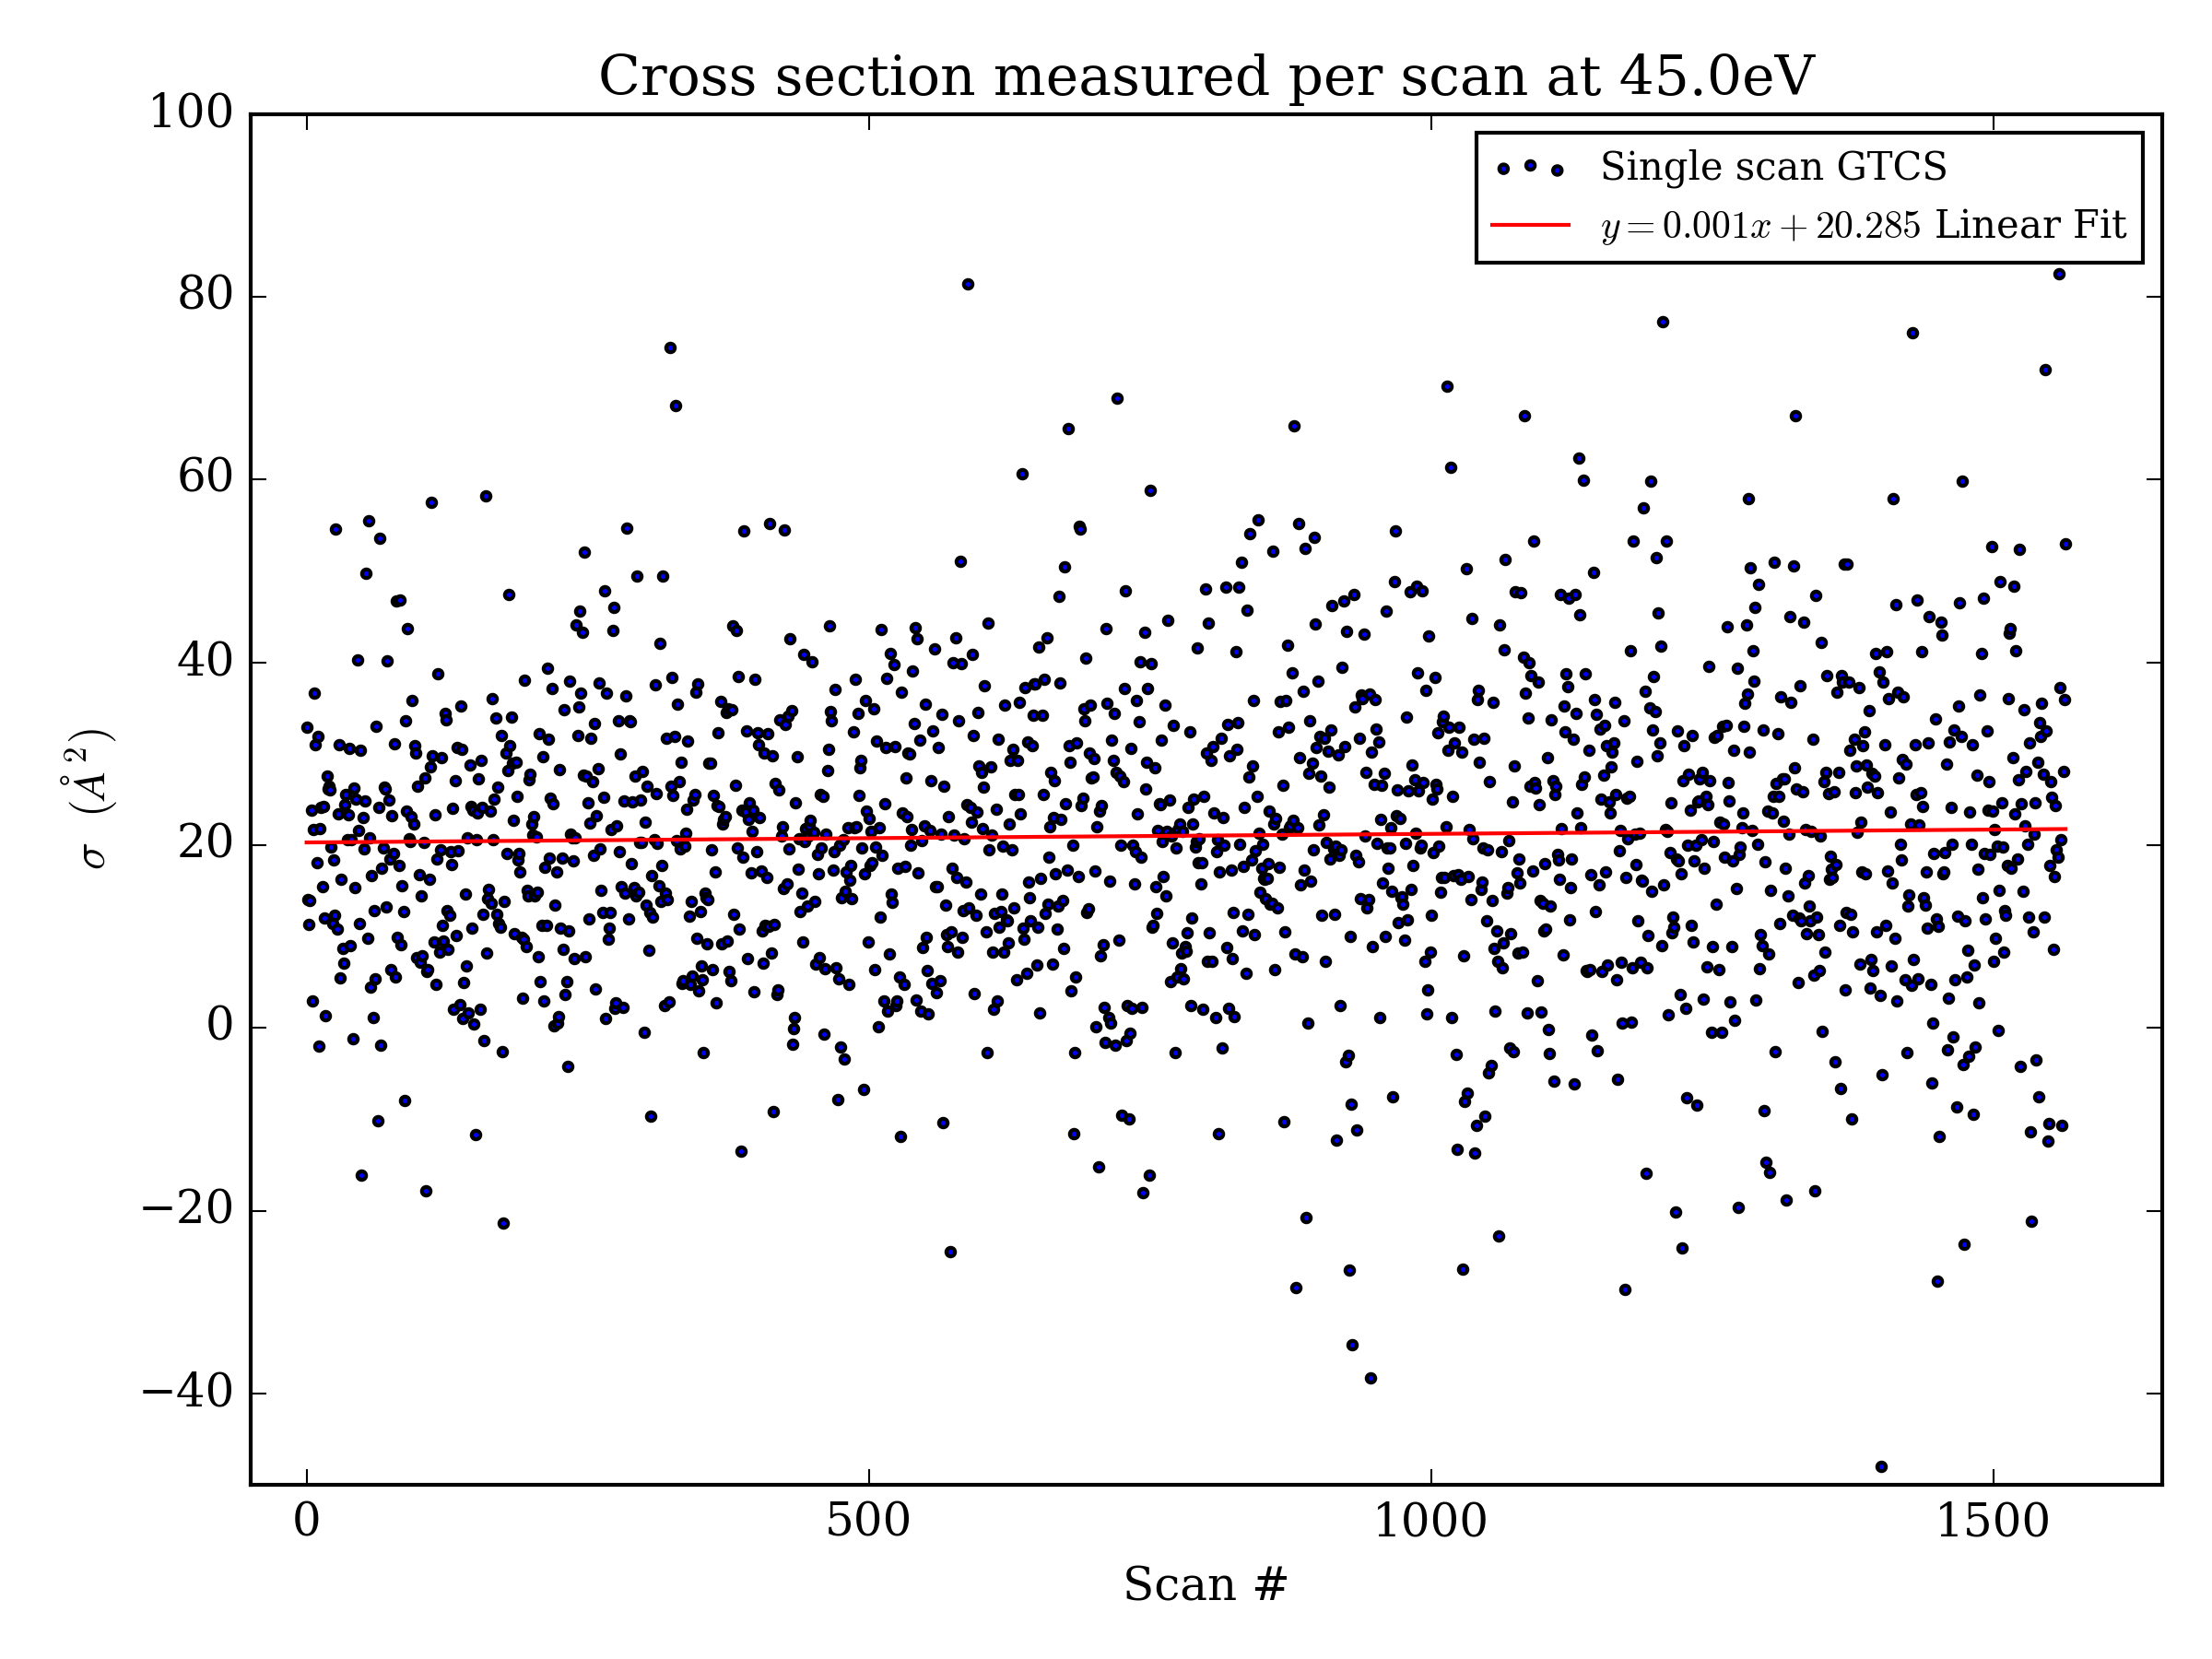 Cross section measured per scan at 45.0eV
100
80
60
40
20
0
−20
−40
σ (Å²)
Single scan GTCS
y = 0.001x + 20.285 Linear Fit
0 500 1000 1500
Scan #